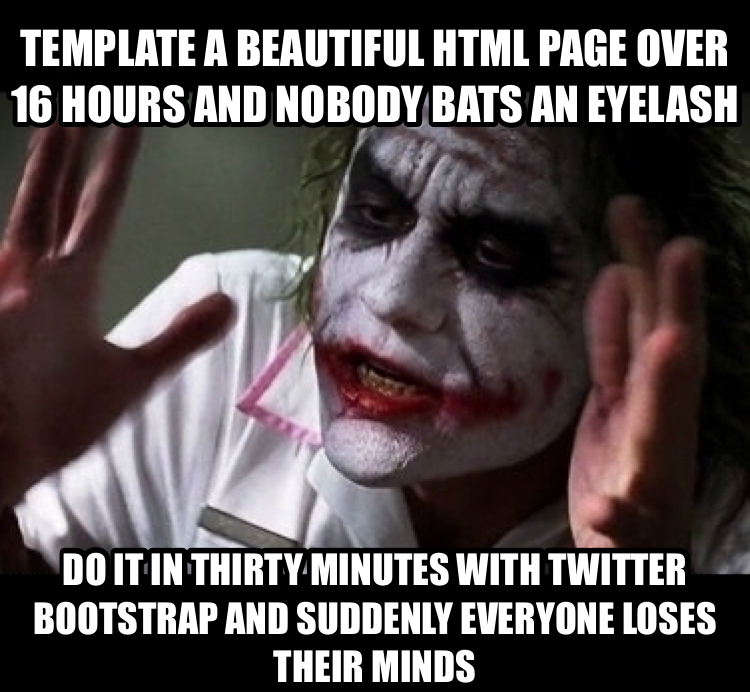 TEMPLATE A BEAUTIFUL HTML PAGE OVER
16 HOURS AND NOBODY BATS AN EYELASH
DO IT IN THIRTY MINUTES WITH TWITTER
BOOTSTRAP AND SUDDENLY EVERYONE LOSES
THEIR MINDS